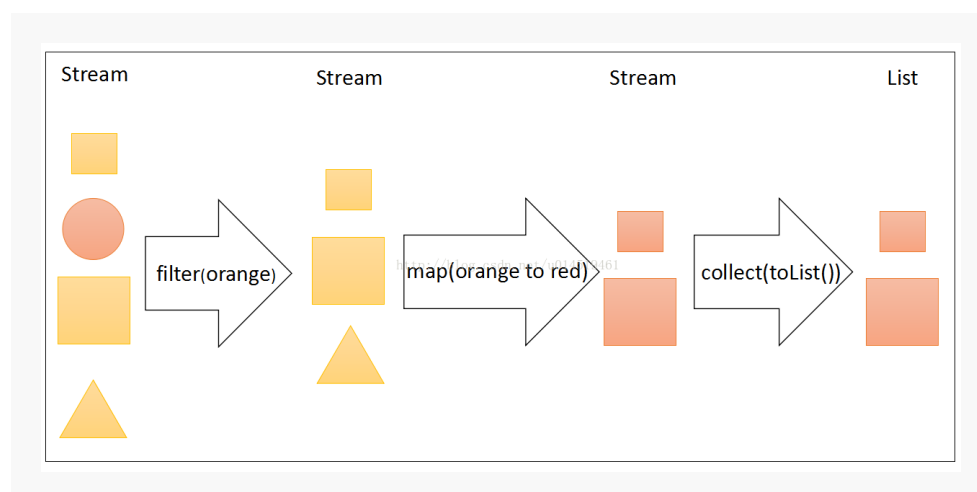 Stream
Stream
Stream
List
filter(orange)
map(orange to red)
collect(toList())